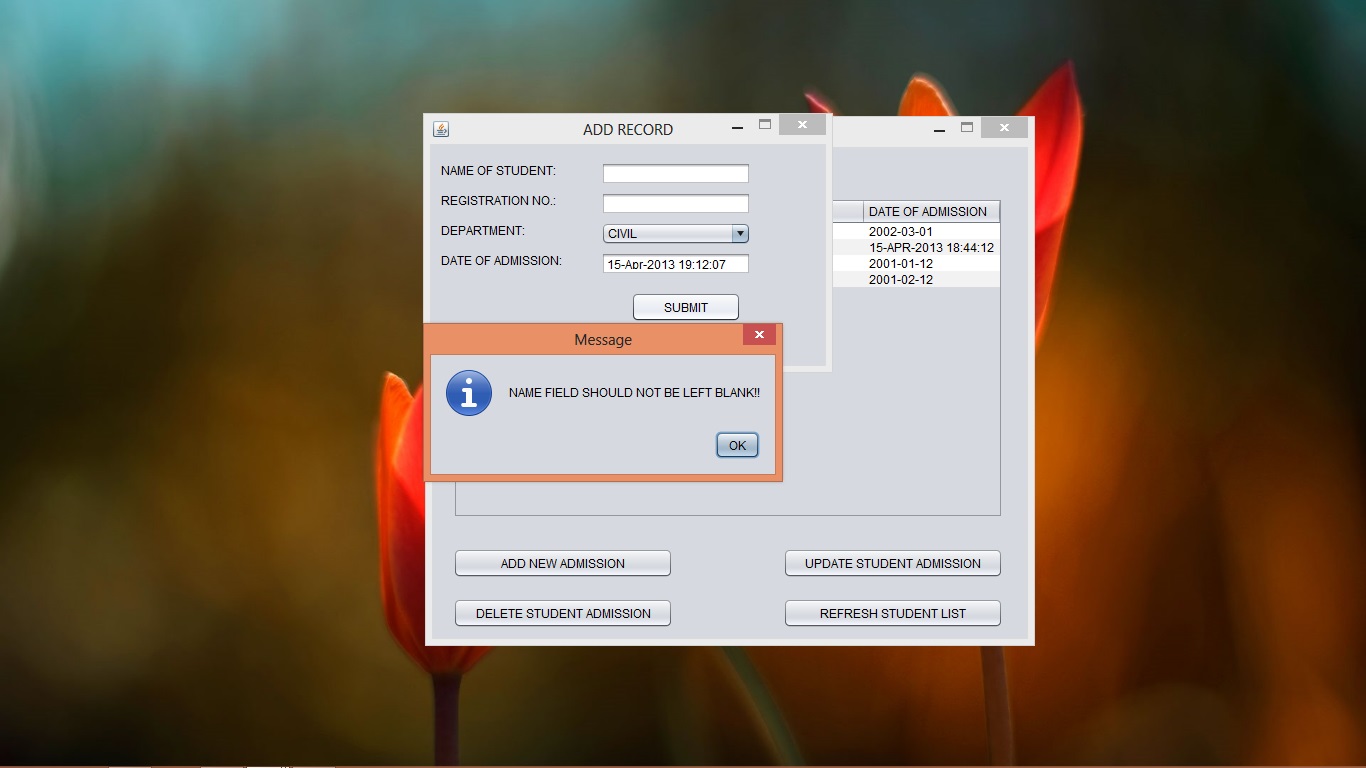 ADD RECORD
NAME OF STUDENT:
REGISTRATION NO.:
DEPARTMENT: CIVIL
DATE OF ADMISSION: 15-Apr-2013 19:12:07
SUBMIT
DATE OF ADMISSION
2002-03-01
15-APR-2013 18:44:12
2001-01-12
2001-02-12
Message
NAME FIELD SHOULD NOT BE LEFT BLANK!!
OK
ADD NEW ADMISSION
UPDATE STUDENT ADMISSION
DELETE STUDENT ADMISSION
REFRESH STUDENT LIST